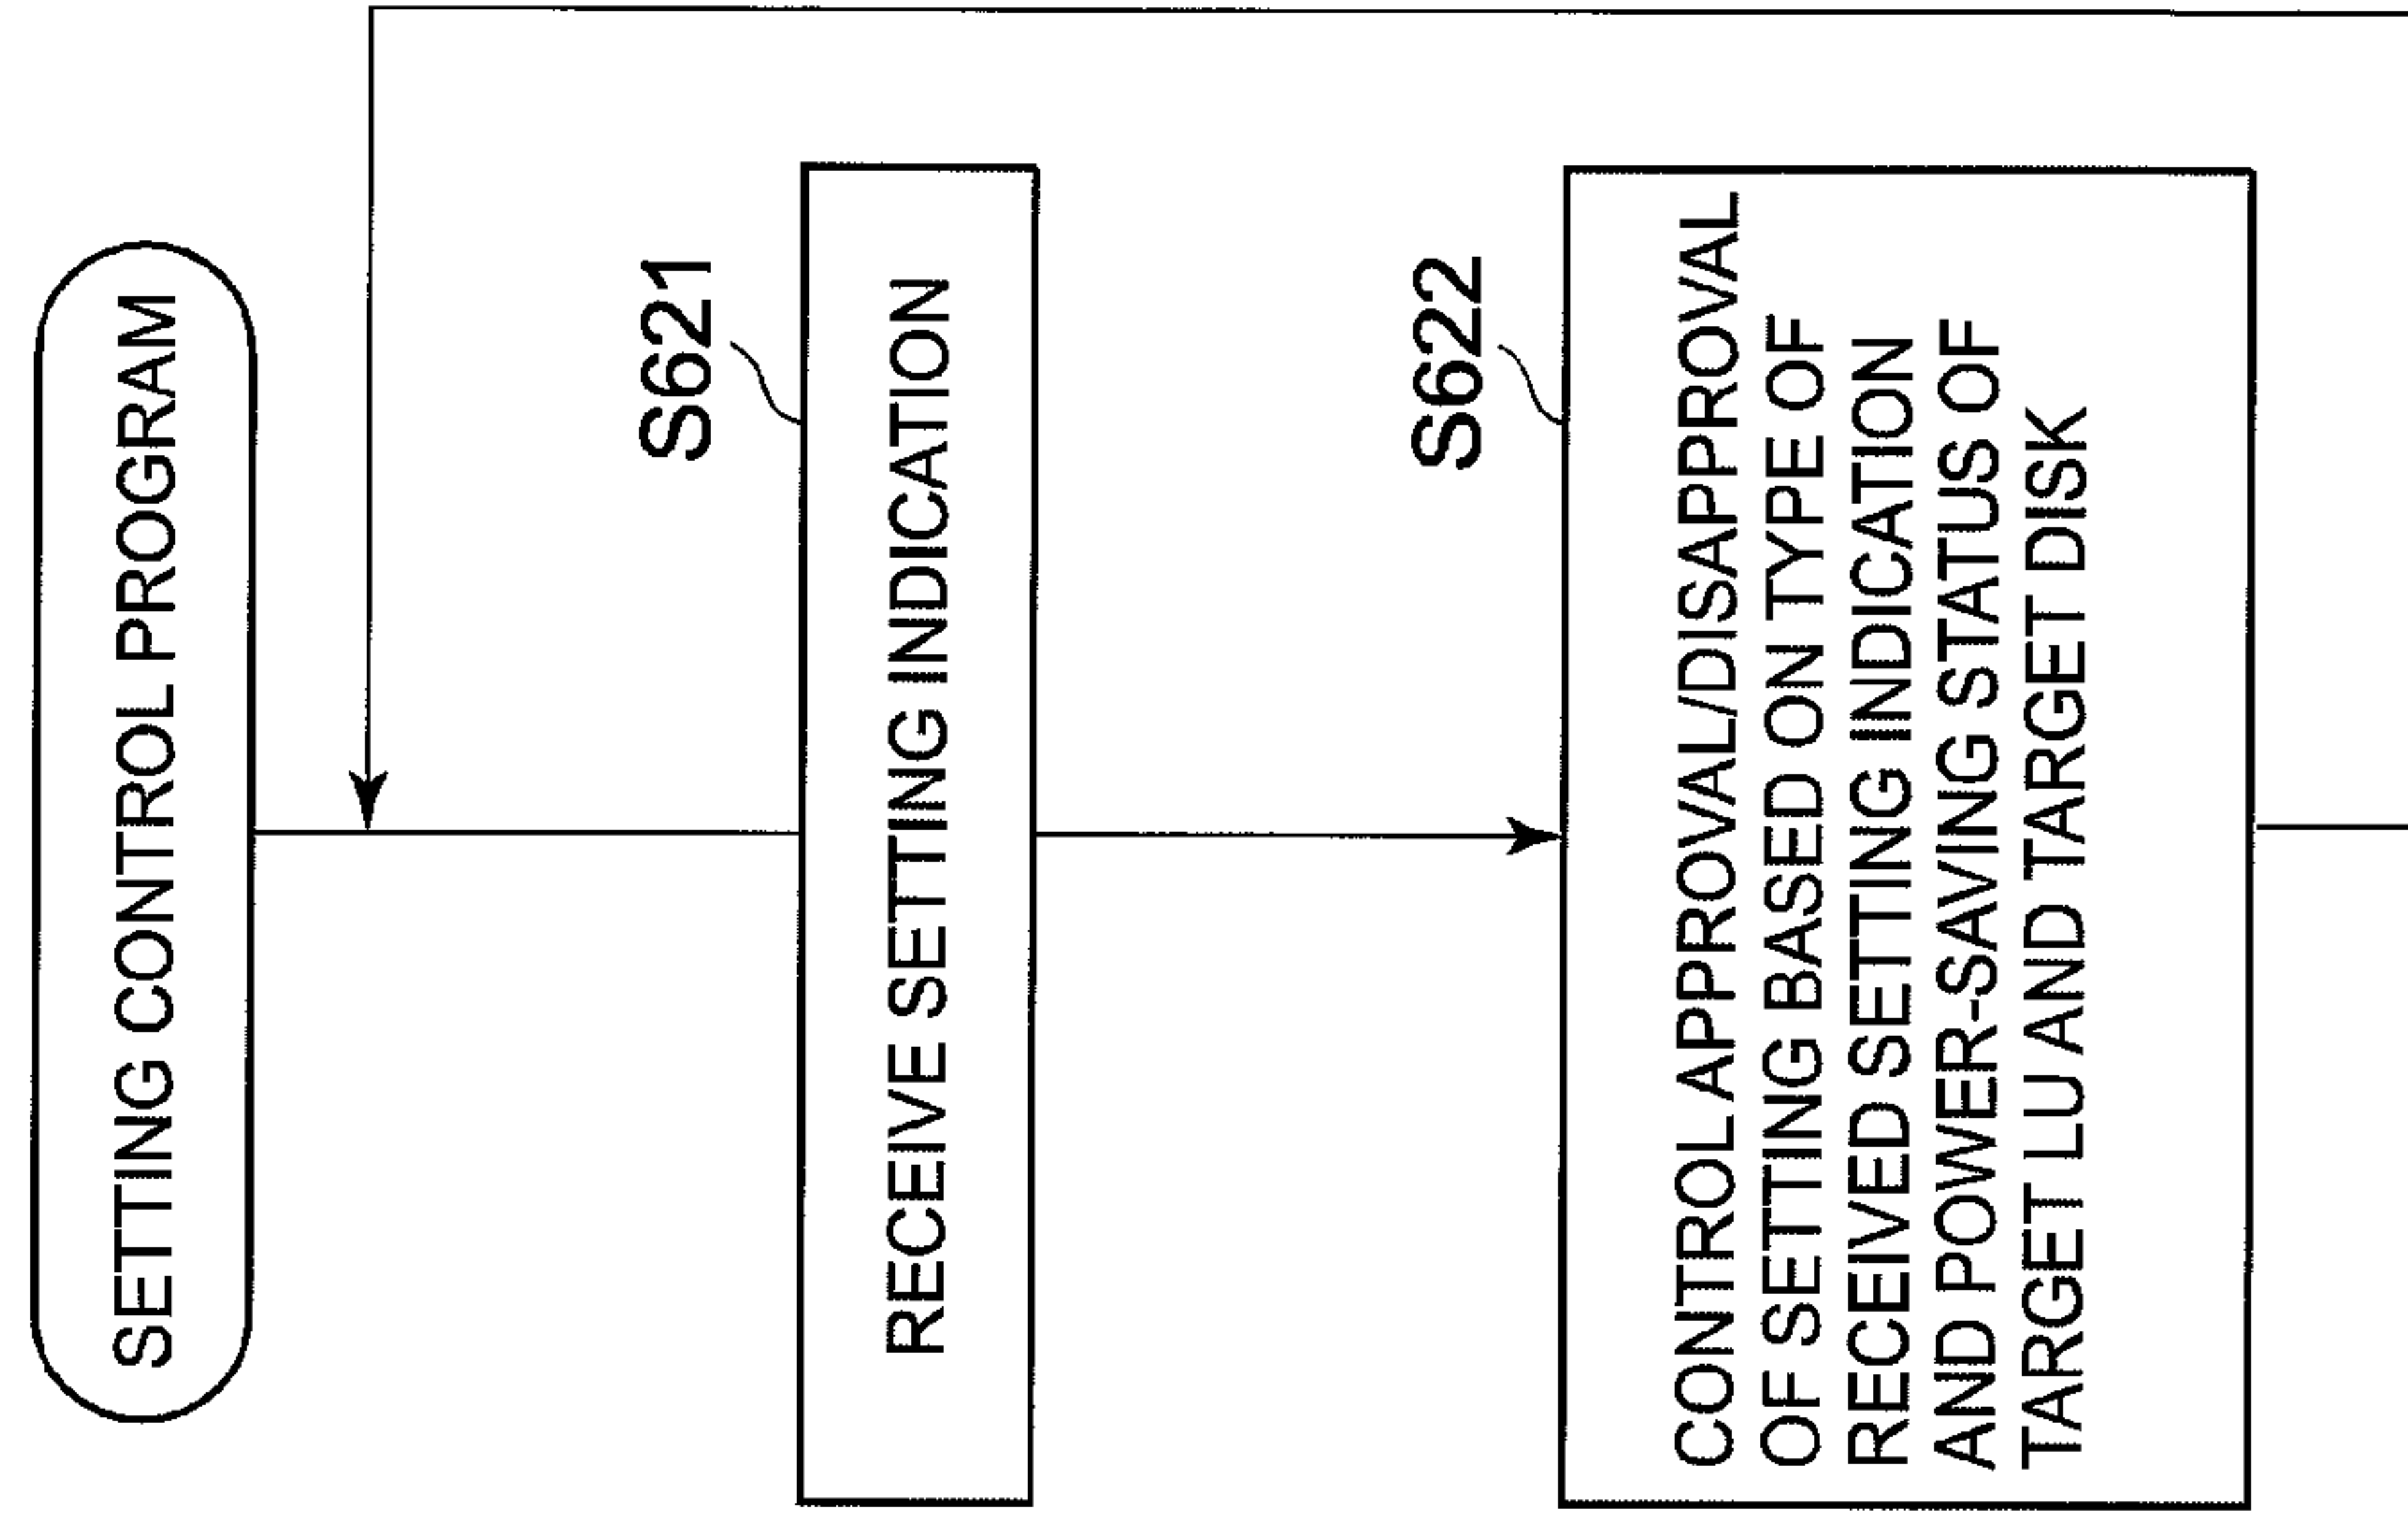 SETTING CONTROL PROGRAM
S621
RECEIVE SETTING INDICATION
S622
CONTROL APPROVAL/DISAPPROVAL
OF SETTING BASED ON TYPE OF
RECEIVED SETTING INDICATION
AND POWER-SAVING STATUS OF
TARGET LU AND TARGET DISK